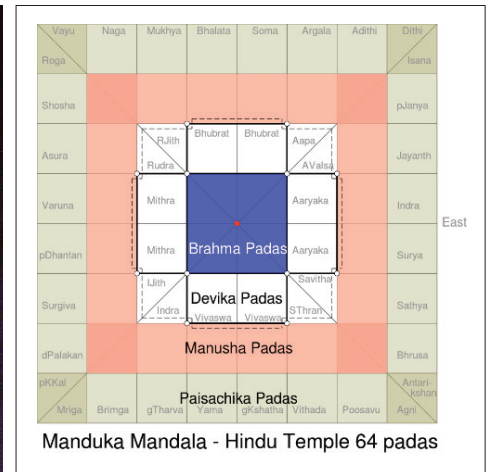 Vayu Naga Mukhya Bhalata Soma Argala Adithi Dithi
Roga Isana
Shosha pJanya
RJith Bhubrat Bhubrat Aapa
Asura Jayanth
Rudra AValsa
Varuna Mithra Aaryaka Indra
East
pDhantan Mithra Brahma Padas Aaryaka Surya
IJith Savitha
Devika Padas
Surgiva Indra Vivaswa Vivaswa SThran Sathya
dPalakan Manusha Padas Bhrusa
pKKal Antari-
Paisachika Padas kshan
Mriga Brimga gTharva Yama gKshatha Vithada Poosavu Agni
Manduka Mandala - Hindu Temple 64 padas